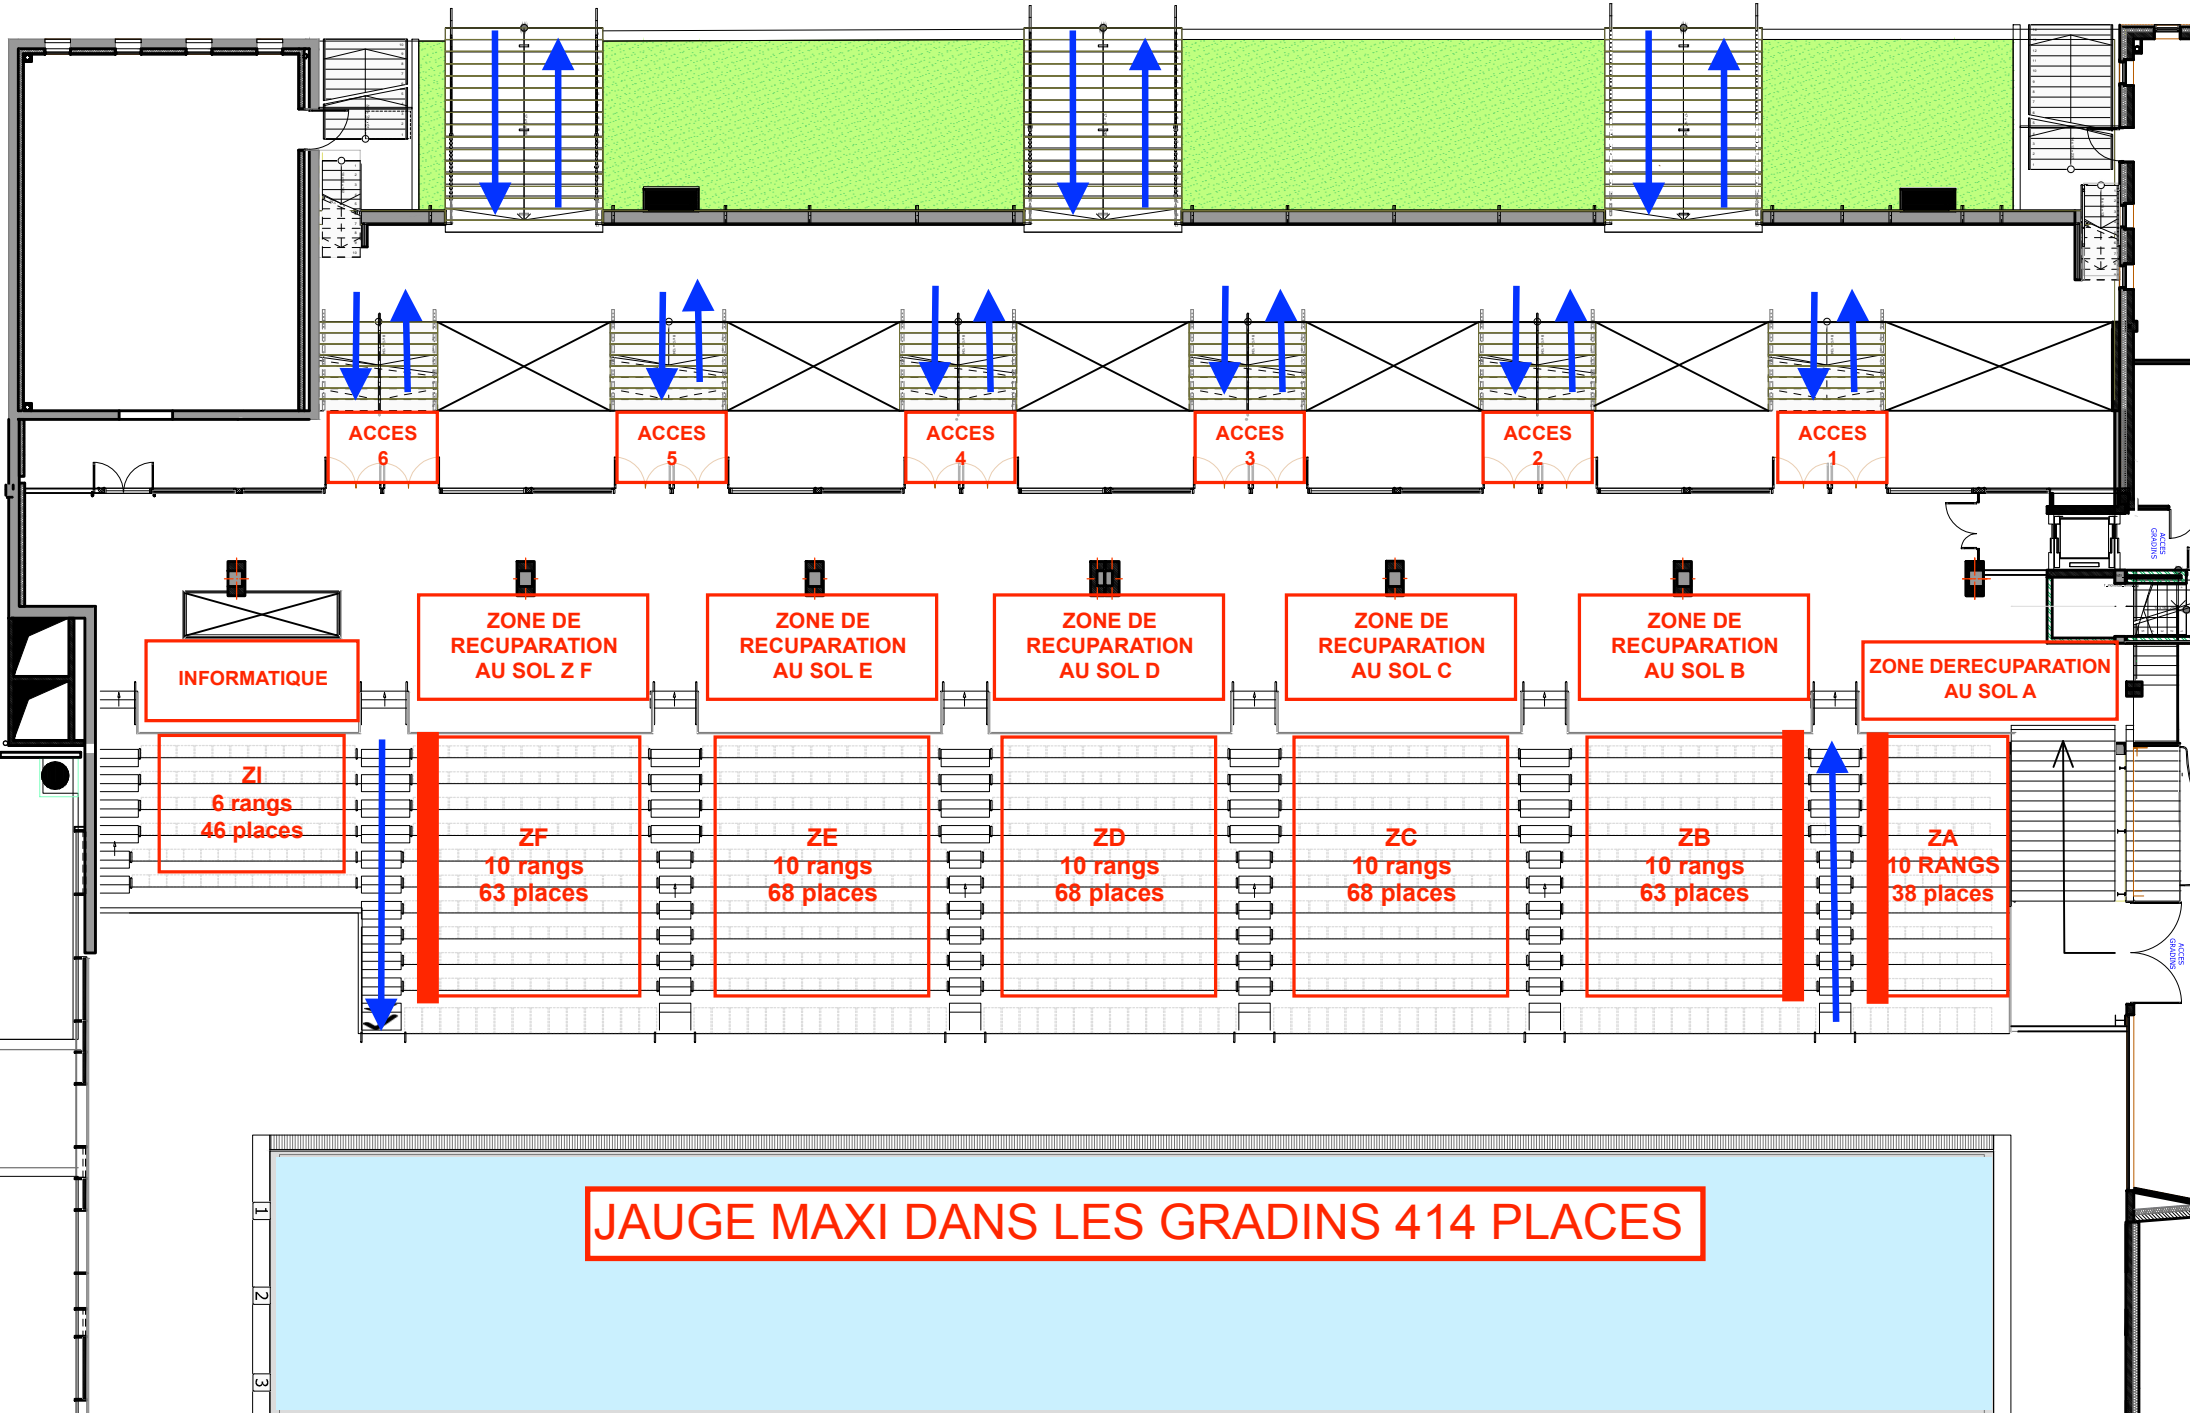 ACCES
6
ACCES
5
ACCES
4
ACCES
3
ACCES
2
ACCES
1
ACCES
GRADINS
ZONE DE
RECUPARATION
AU SOL Z F
ZONE DE
RECUPARATION
AU SOL E
ZONE DE
RECUPARATION
AU SOL D
ZONE DE
RECUPARATION
AU SOL C
ZONE DE
RECUPARATION
AU SOL B
ZONE DERECUPARATION
AU SOL A
INFORMATIQUE
ZI
6 rangs
46 places
ZF
10 rangs
63 places
ZE
10 rangs
68 places
ZD
10 rangs
68 places
ZC
10 rangs
68 places
ZB
10 rangs
63 places
ZA
10 RANGS
38 places
ACCES
GRADINS
JAUGE MAXI DANS LES GRADINS 414 PLACES
1
2
3